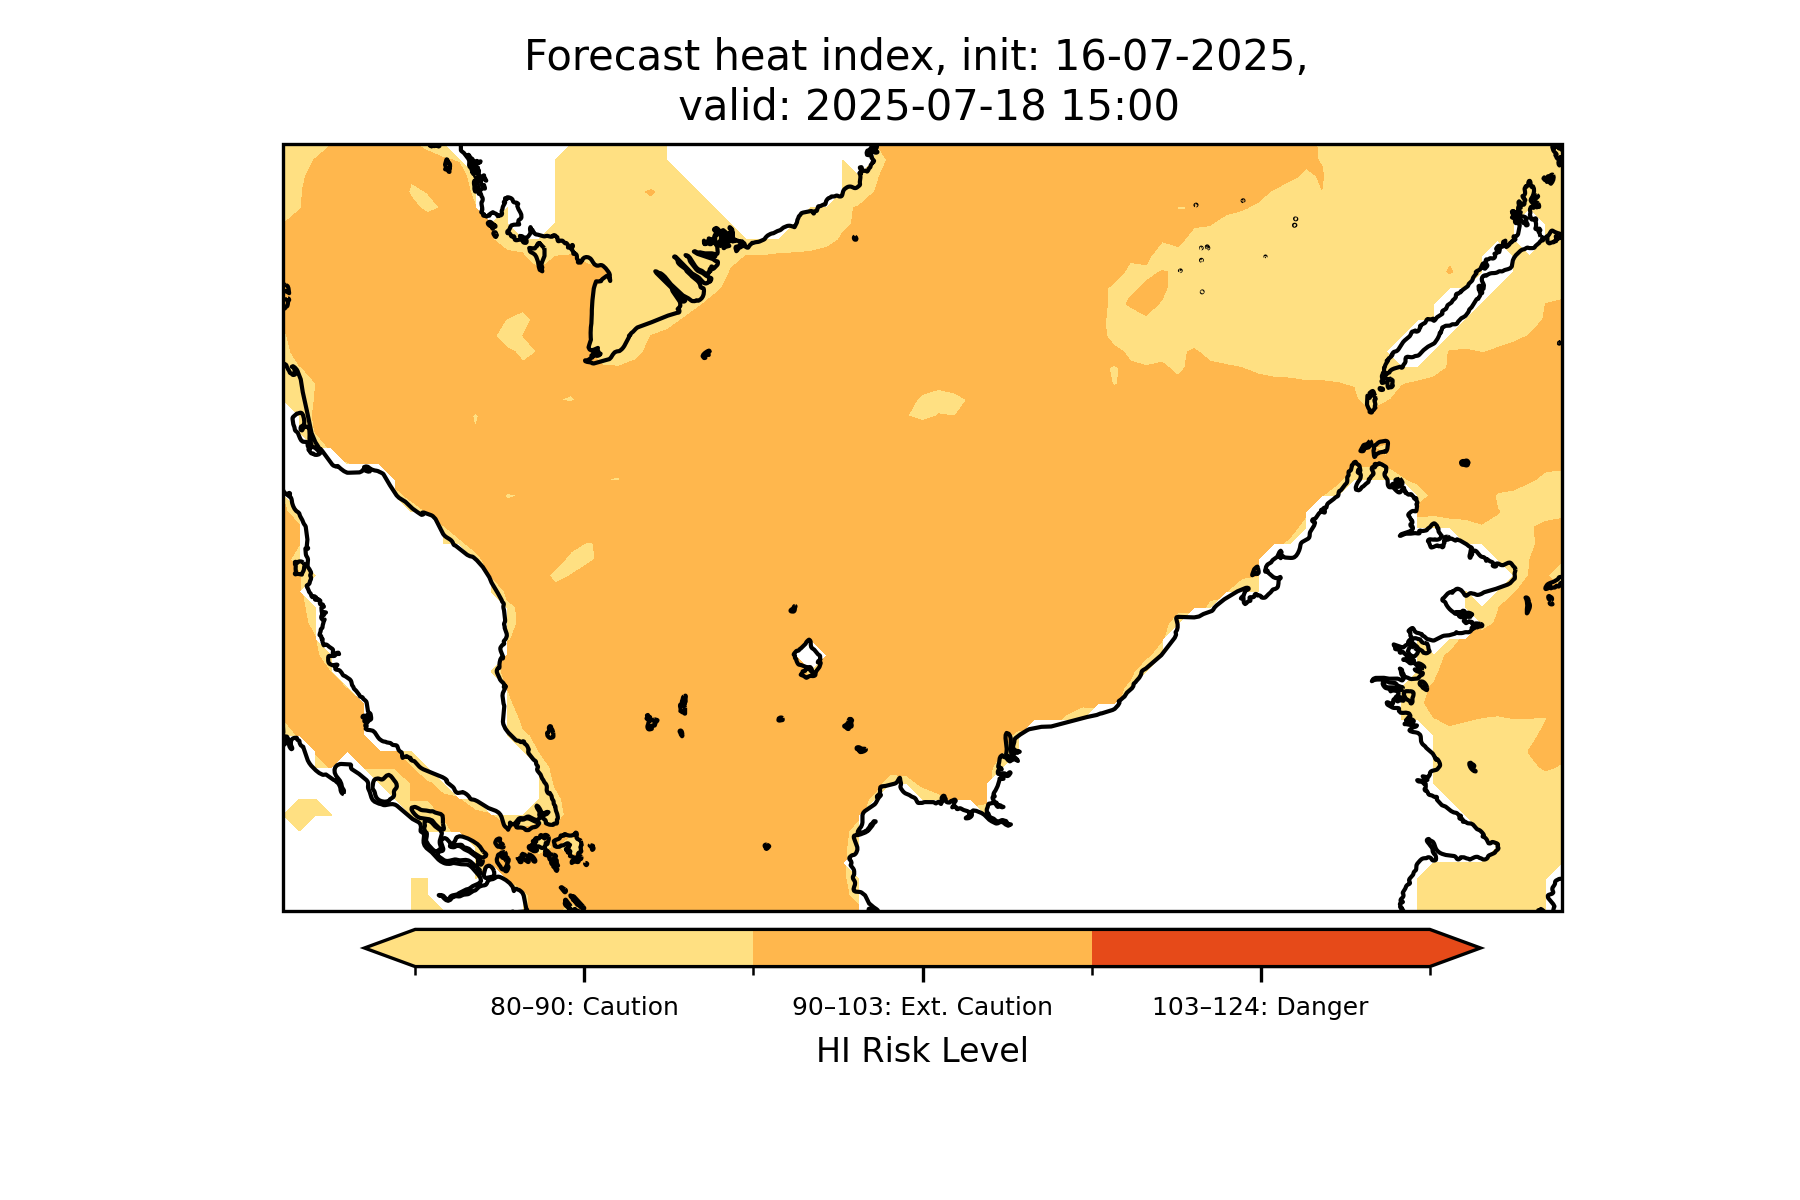 Forecast heat index, init: 16-07-2025,
valid: 2025-07-18 15:00
80–90: Caution
90–103: Ext. Caution
103–124: Danger
HI Risk Level